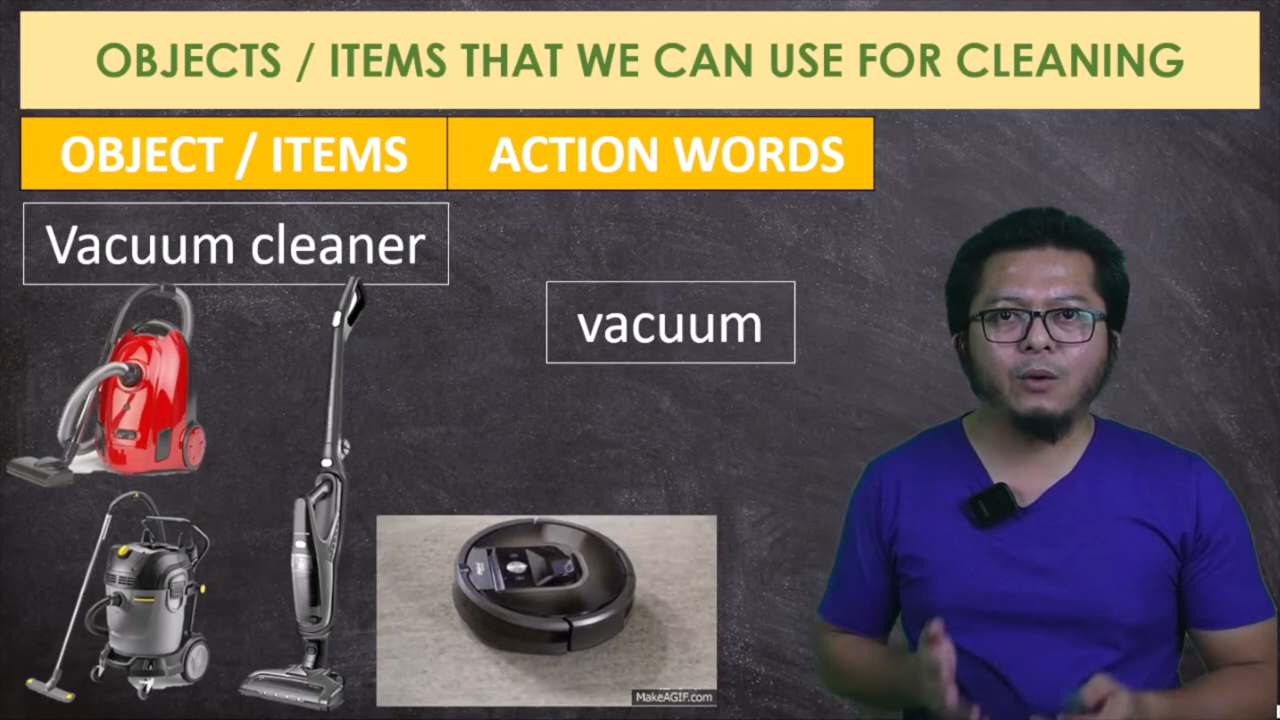 OBJECTS / ITEMS THAT WE CAN USE FOR CLEANING
OBJECT / ITEMS
ACTION WORDS
Vacuum cleaner
vacuum
MakeAGIF.com